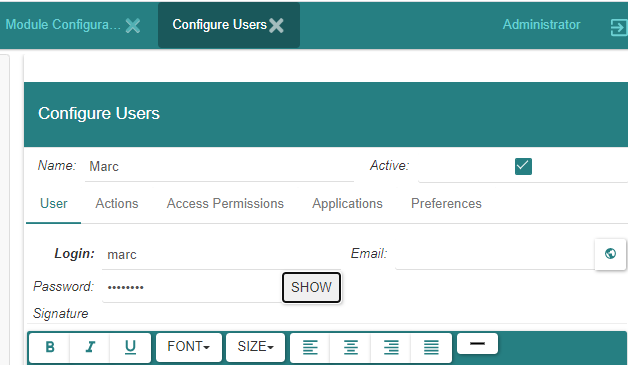 Module Configura... Configure Users Administrator
Configure Users
Name: Marc Active:
User Actions Access Permissions Applications Preferences
Login: marc Email:
Password: •••••••• SHOW
Signature
B I U FONT SIZE